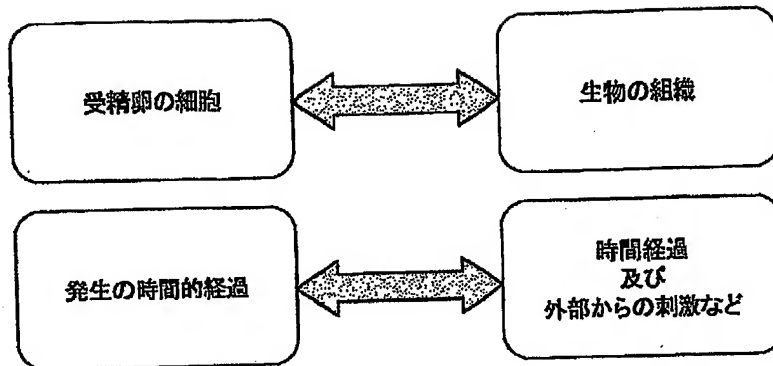 受精卵の細胞
生物の組織
発生の時間的経過
時間経過
及び
外部からの刺激など